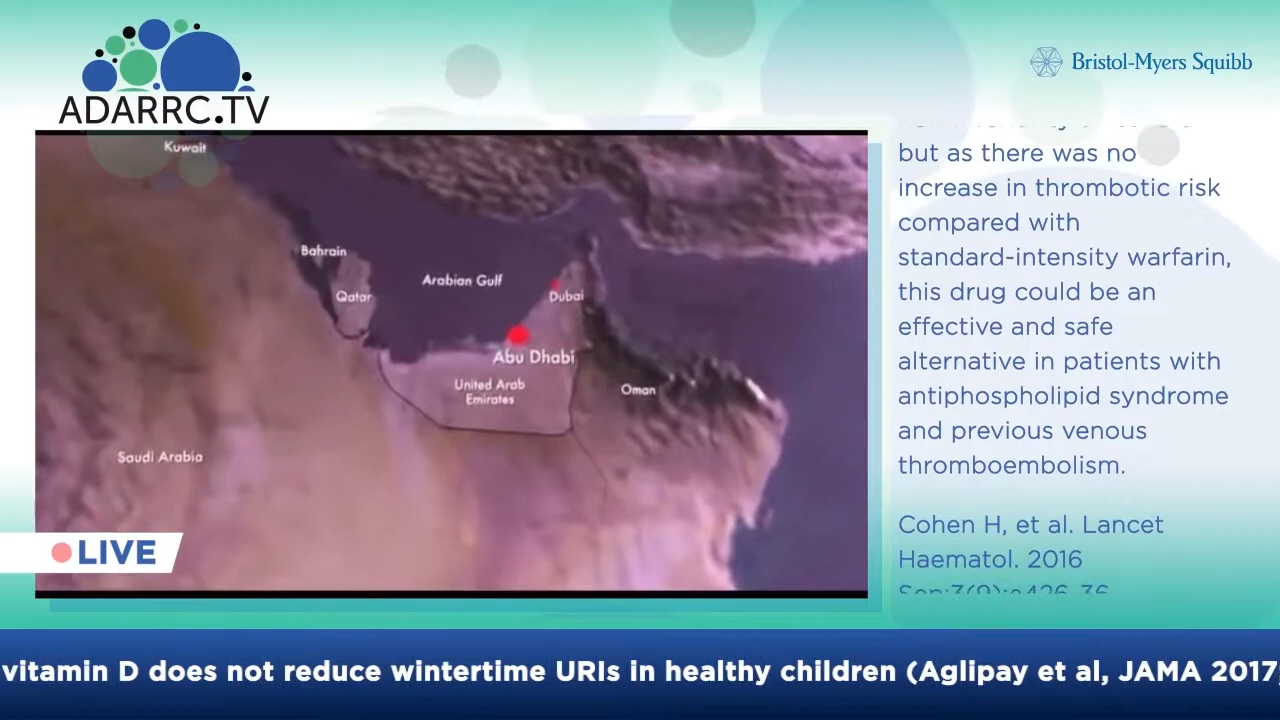 ADARRC.TV
Bristol-Myers Squibb
Kuwait
Bahrain
Arabian Gulf
Qatar
Dubai
Abu Dhabi
United Arab
Emirates
Oman
Saudi Arabia
LIVE
but as there was no
increase in thrombotic risk
compared with
standard-intensity warfarin,
this drug could be an
effective and safe
alternative in patients with
antiphospholipid syndrome
and previous venous
thromboembolism.
Cohen H, et al. Lancet
Haematol. 2016
vitamin D does not reduce wintertime URIs in healthy children (Aglipay et al, JAMA 2017;